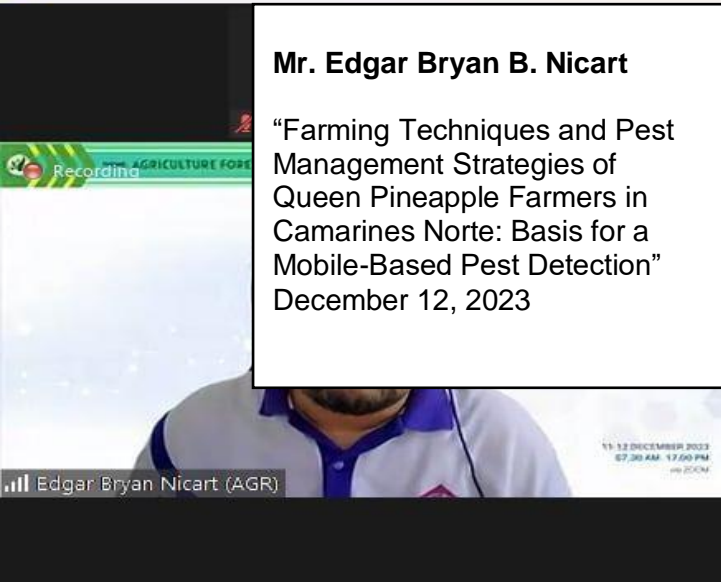 Mr. Edgar Bryan B. Nicart
“Farming Techniques and Pest
Management Strategies of
Queen Pineapple Farmers in
Camarines Norte: Basis for a
Mobile-Based Pest Detection”
December 12, 2023
Recording
AGRICULTURE
11-12 DECEMBER 2023
07.30 AM 17.00 PM
via ZOOM
Edgar Bryan Nicart (AGR)